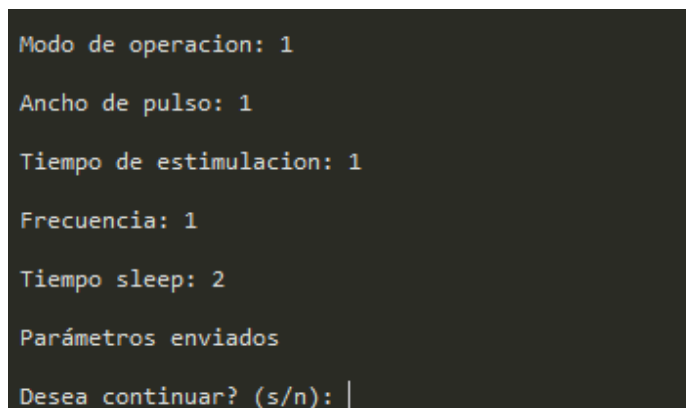 Modo de operacion: 1
Ancho de pulso: 1
Tiempo de estimulacion: 1
Frecuencia: 1
Tiempo sleep: 2
Parámetros enviados
Desea continuar? (s/n):